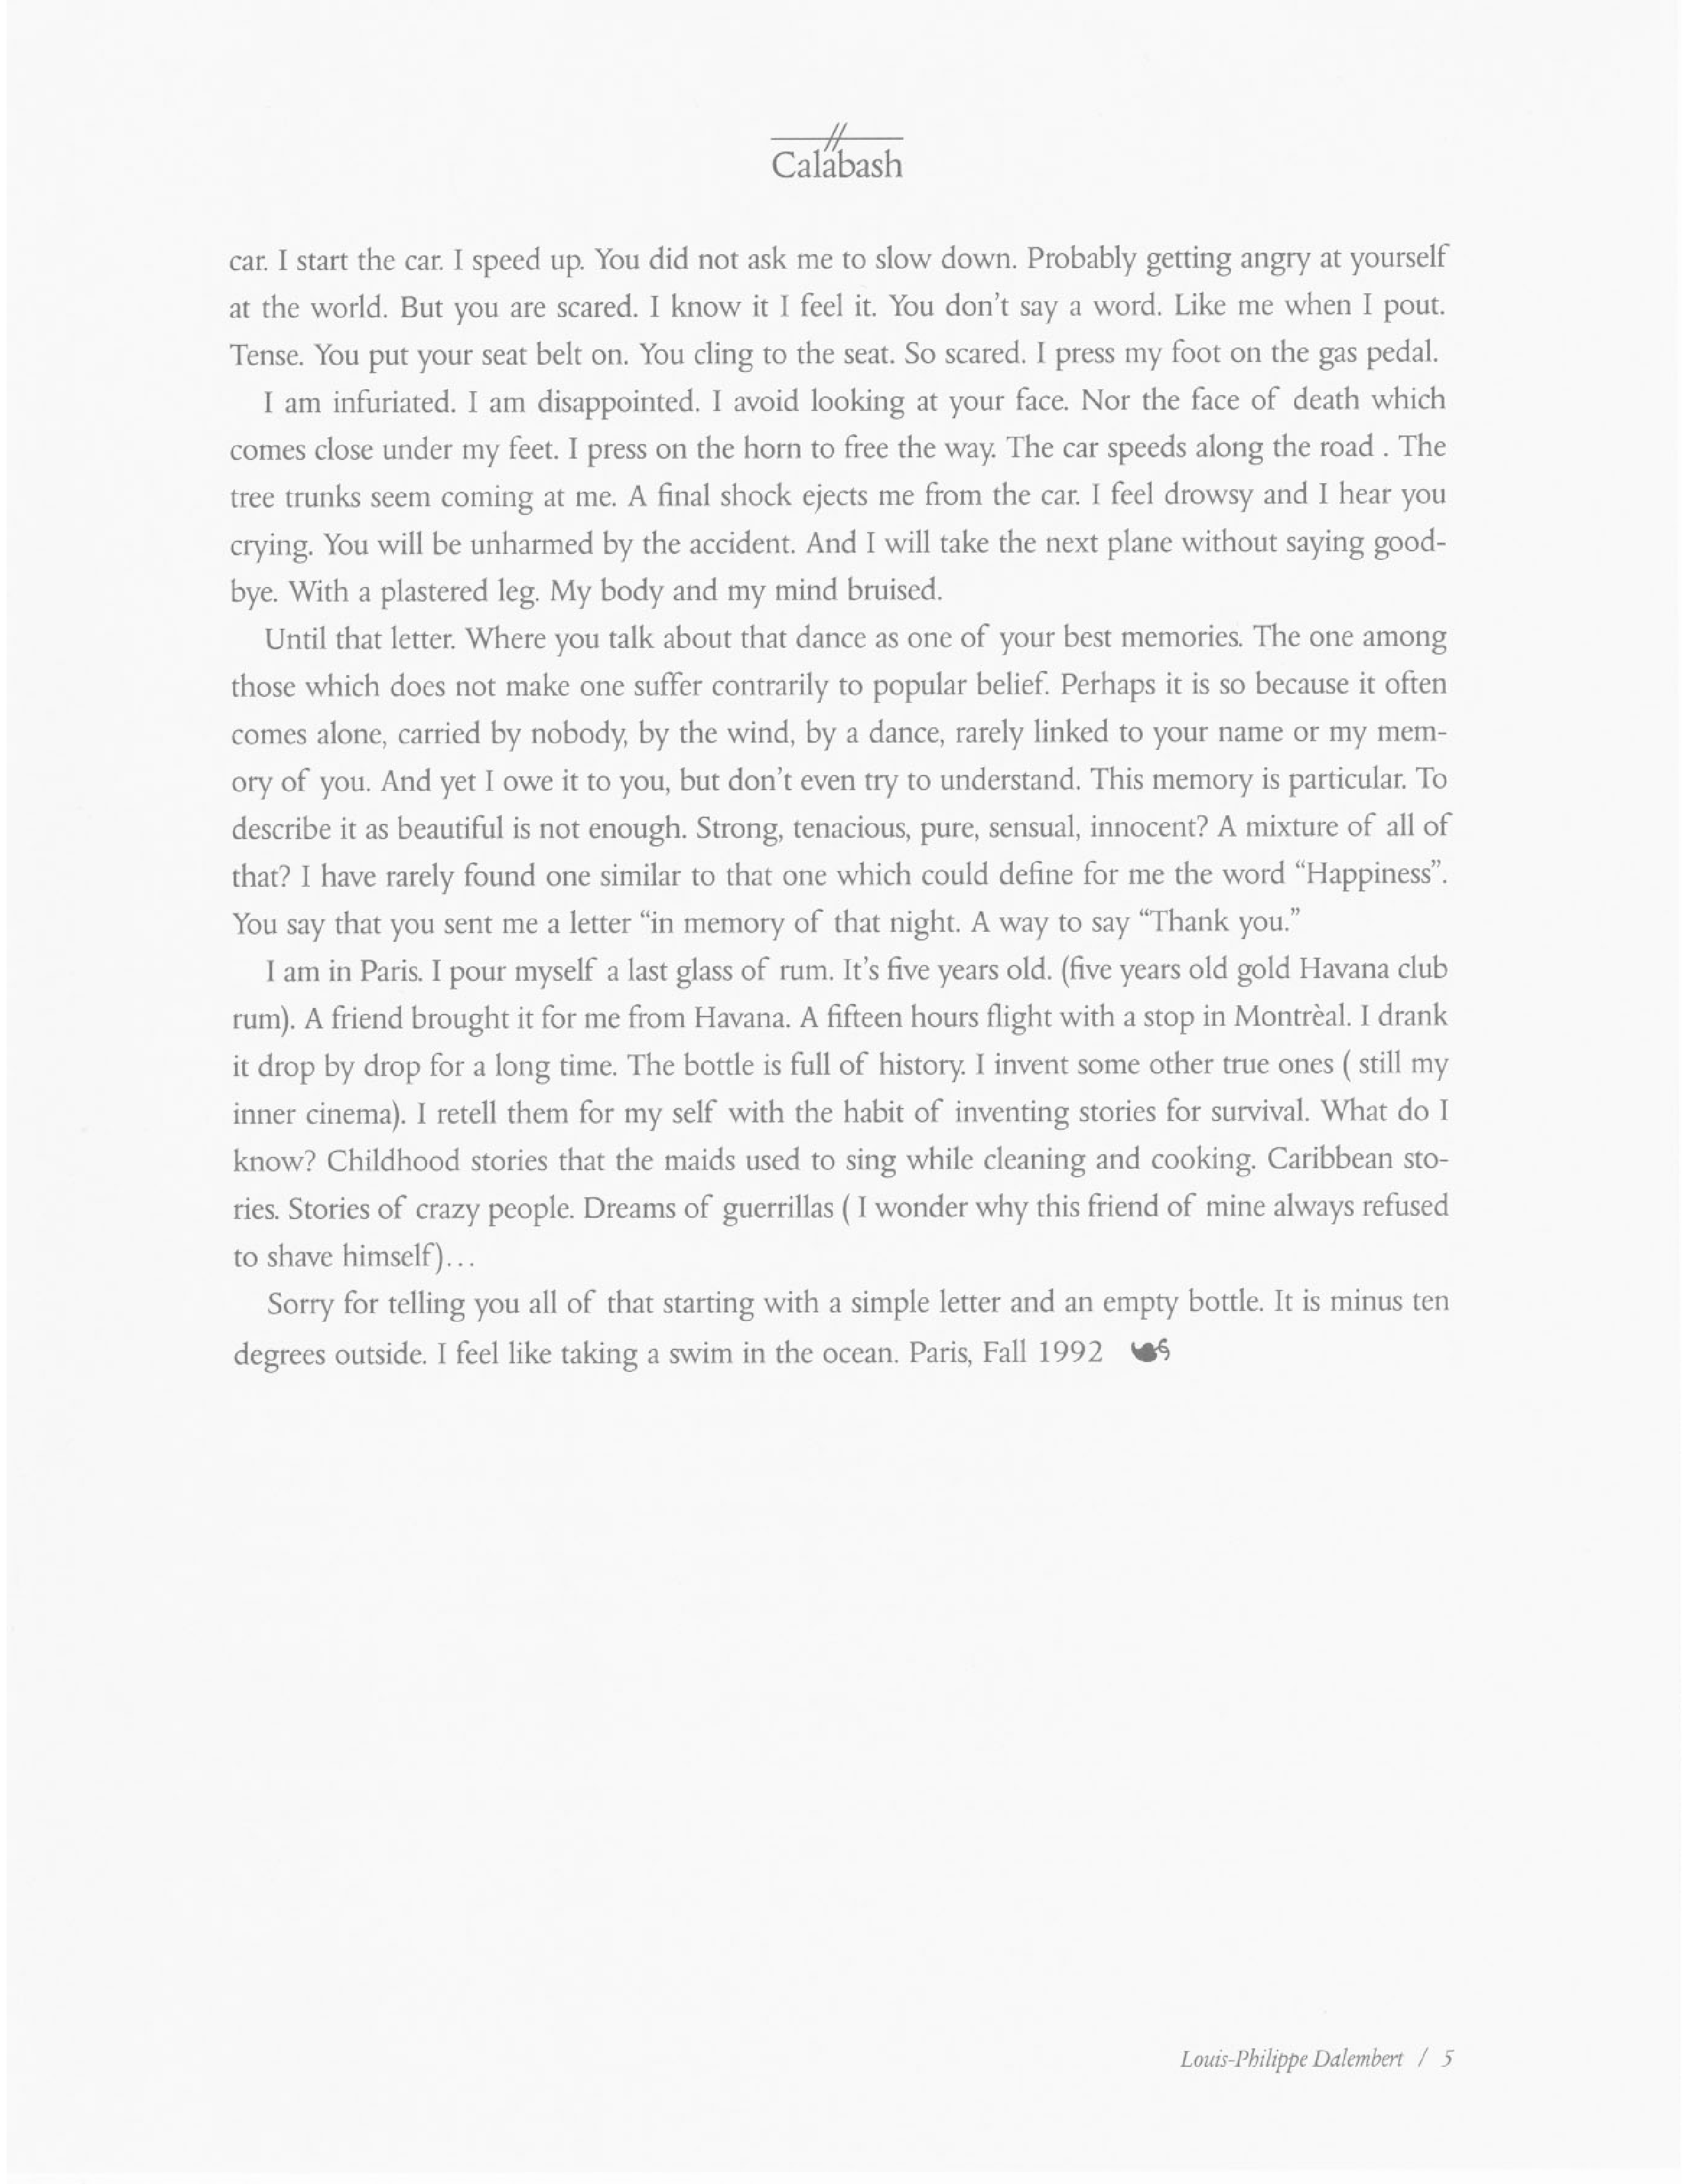 Calabash
car. I start the car. I speed up. You did not ask me to slow down. Probably getting angry at yourself
at the world. But you are scared. I know it I feel it. You don't say a word. Like me when I pout.
Tense. You put your seat belt on. You cling to the seat. So scared. I press my foot on the gas pedal.
I am infuriated. I am disappointed. I avoid looking at your face. Nor the face of death which
comes close under my feet. I press on the horn to free the way. The car speeds along the road . The
tree trunks seem coming at me. A final shock ejects me from the car. I feel drowsy and I hear you
crying. You will be unharmed by the accident. And I will take the next plane without saying good-
bye. With a plastered leg. My body and my mind bruised.
Until that letter. Where you talk about that dance as one of your best memories. The one among
those which does not make one suffer contrarily to popular belief. Perhaps it is so because it often
comes alone, carried by nobody, by the wind, by a dance, rarely linked to your name or my mem-
ory of you. And yet I owe it to you, but don't even try to understand. This memory is particular. To
describe it as beautiful is not enough. Strong, tenacious, pure, sensual, innocent? A mixture of all of
that? I have rarely found one similar to that one which could define for me the word “Happiness”.
You say that you sent me a letter “in memory of that night. A way to say “Thank you.”
I am in Paris. I pour myself a last glass of rum. It's five years old. (five years old gold Havana club
rum). A friend brought it for me from Havana. A fifteen hours flight with a stop in Montrèal. I drank
it drop by drop for a long time. The bottle is full of history. I invent some other true ones ( still my
inner cinema). I retell them for my self with the habit of inventing stories for survival. What do I
know? Childhood stories that the maids used to sing while cleaning and cooking. Caribbean sto-
ries. Stories of crazy people. Dreams of guerrillas ( I wonder why this friend of mine always refused
to shave himself)...
Sorry for telling you all of that starting with a simple letter and an empty bottle. It is minus ten
degrees outside. I feel like taking a swim in the ocean. Paris, Fall 1992
Louis-Philippe Dalembert / 5